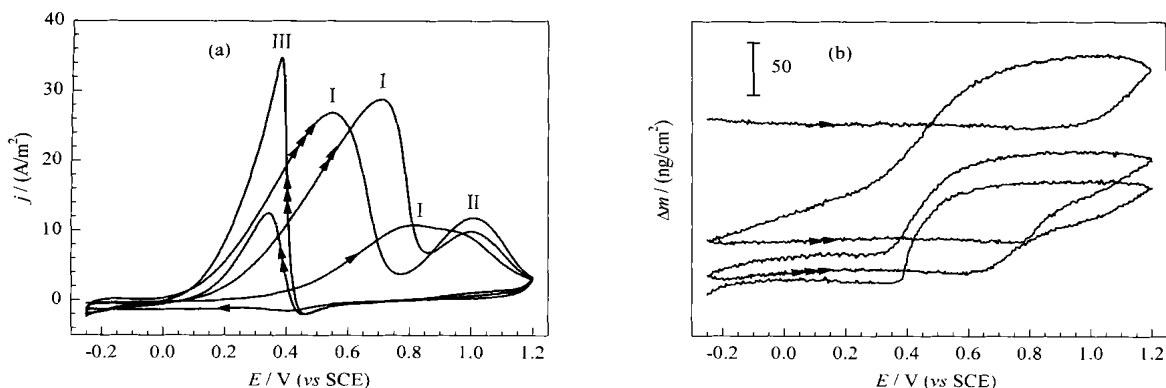 40
30
20
10
0
(a)
III
I
I
I
II
j / (A/m²)
-0.2 0.0 0.2 0.4 0.6 0.8 1.0 1.2
E / V (vs SCE)
50
(b)
Δm / (ng/cm²)
-0.2 0.0 0.2 0.4 0.6 0.8 1.0 1.2
E / V (vs SCE)